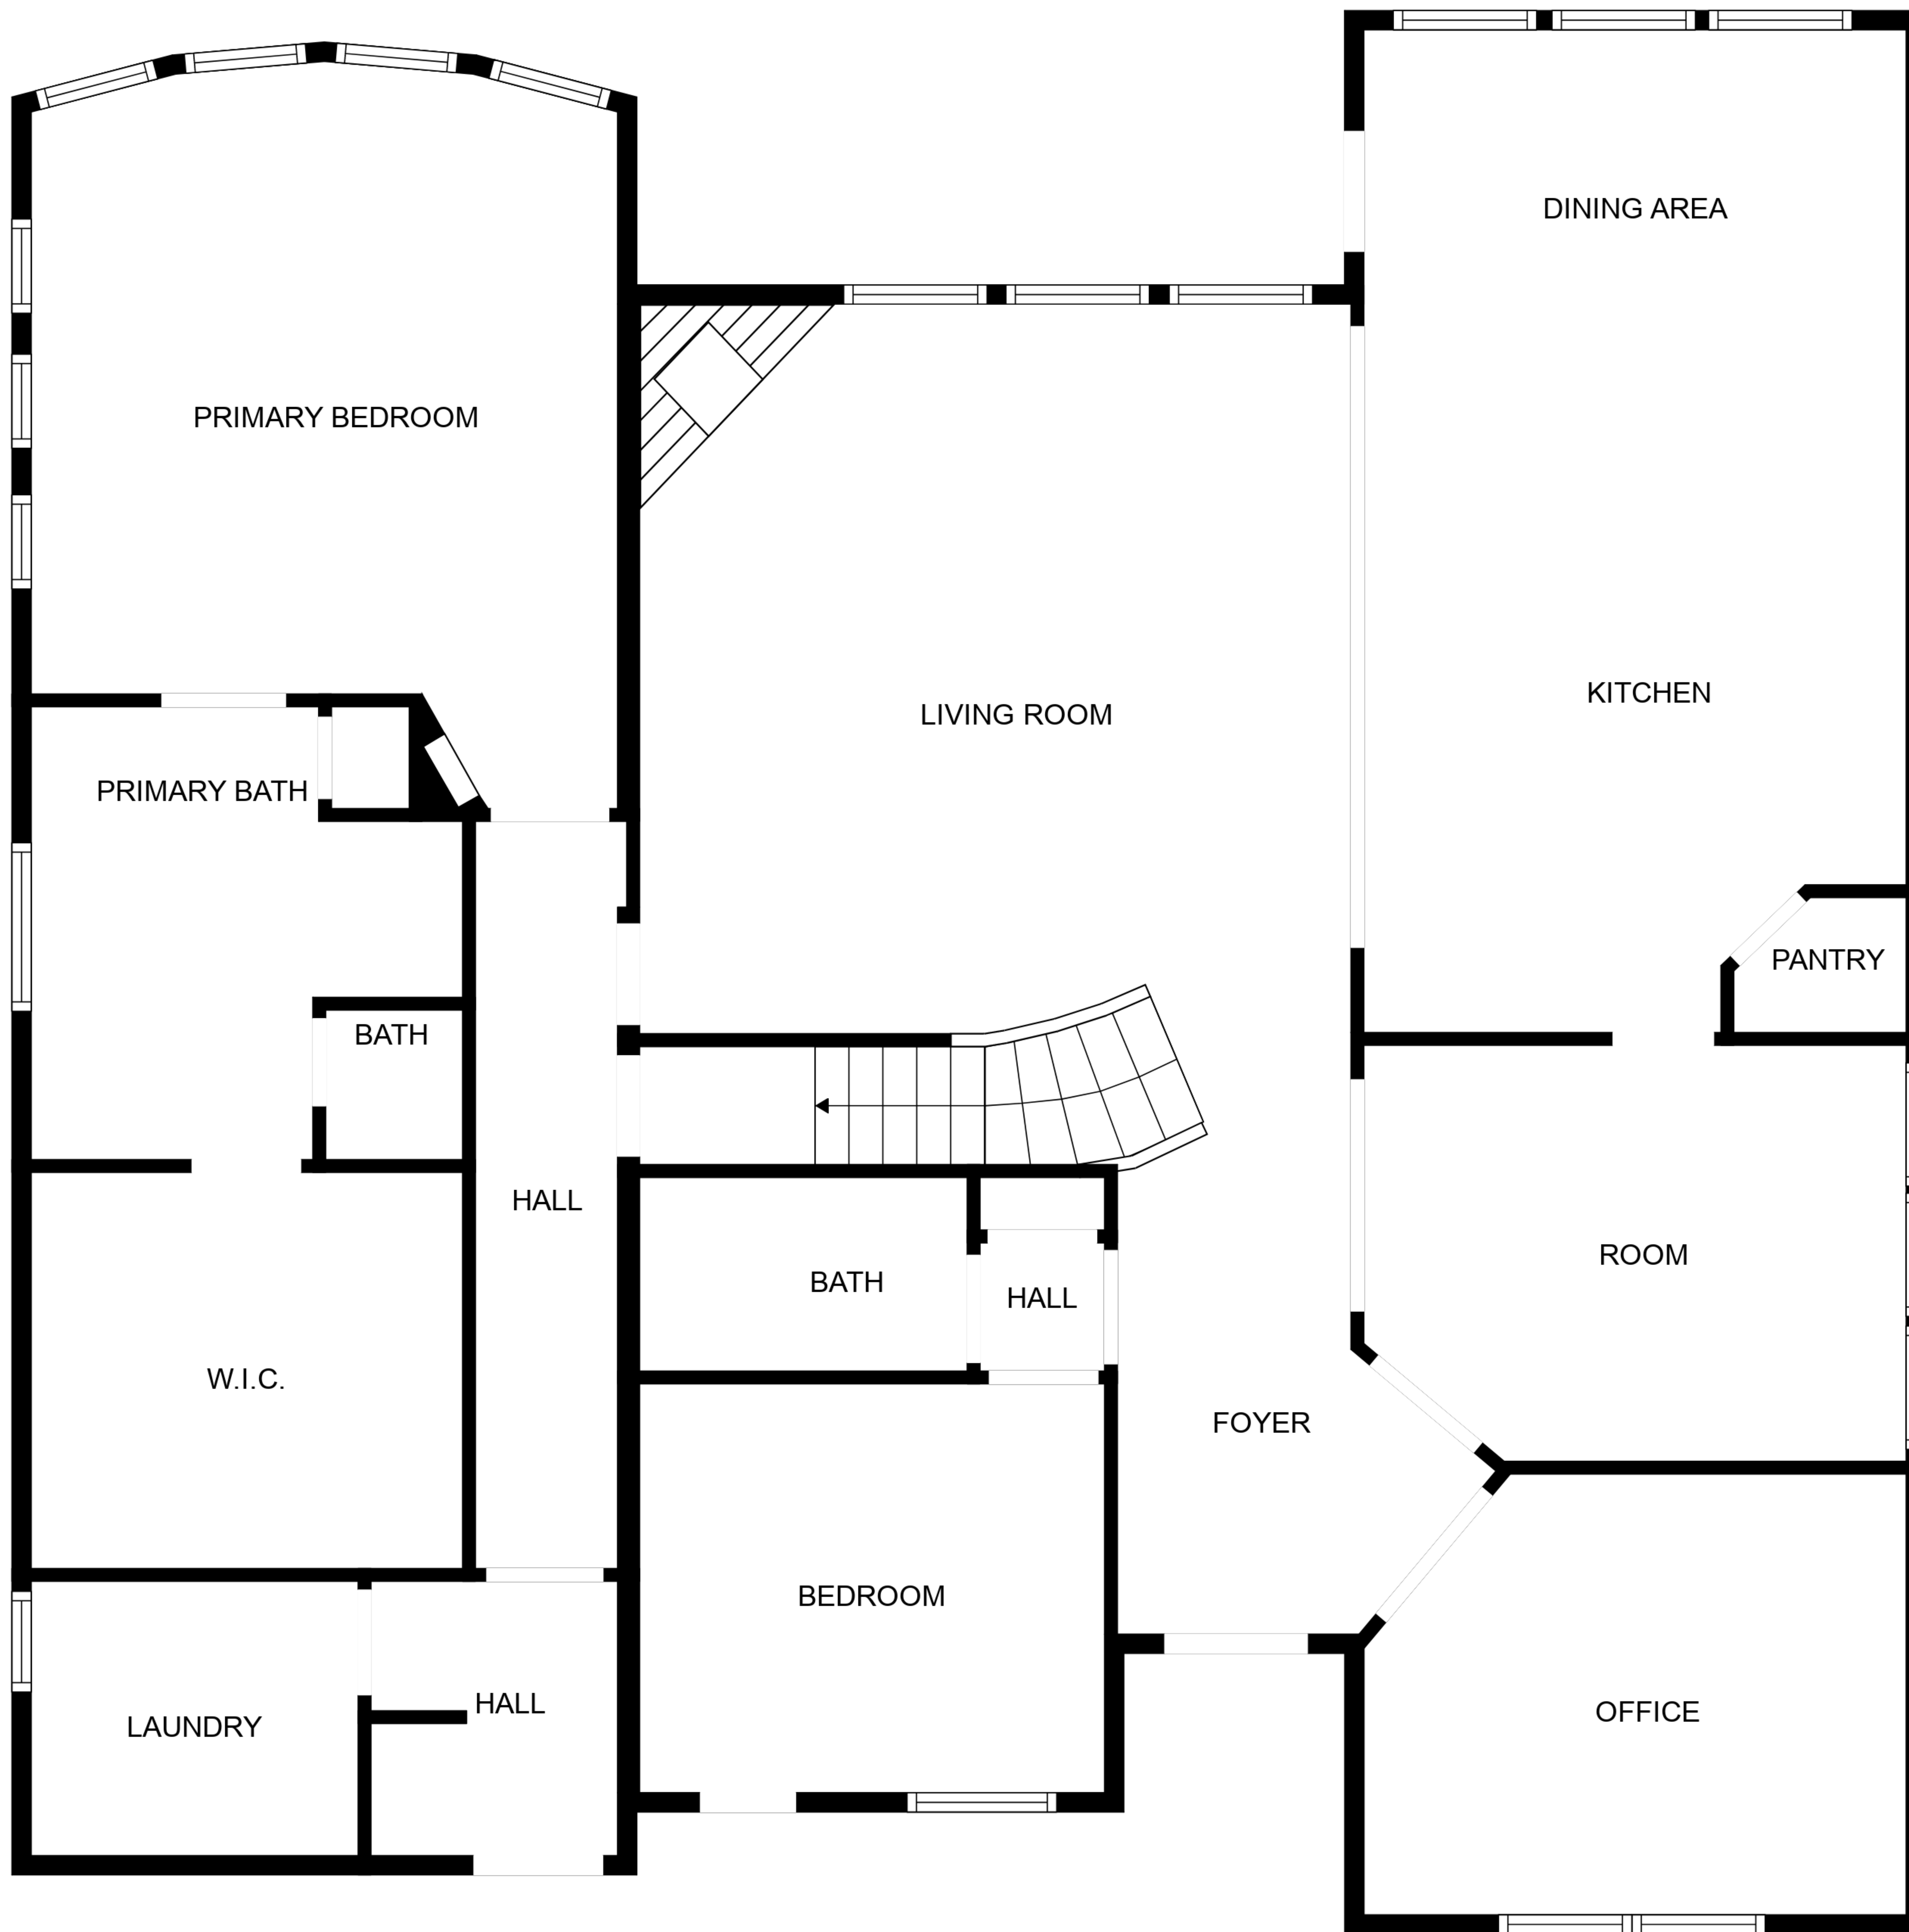 DINING AREA
PRIMARY BEDROOM
KITCHEN
LIVING ROOM
PRIMARY BATH
PANTRY
BATH
HALL
ROOM
BATH
HALL
W.I.C.
FOYER
BEDROOM
HALL
OFFICE
LAUNDRY